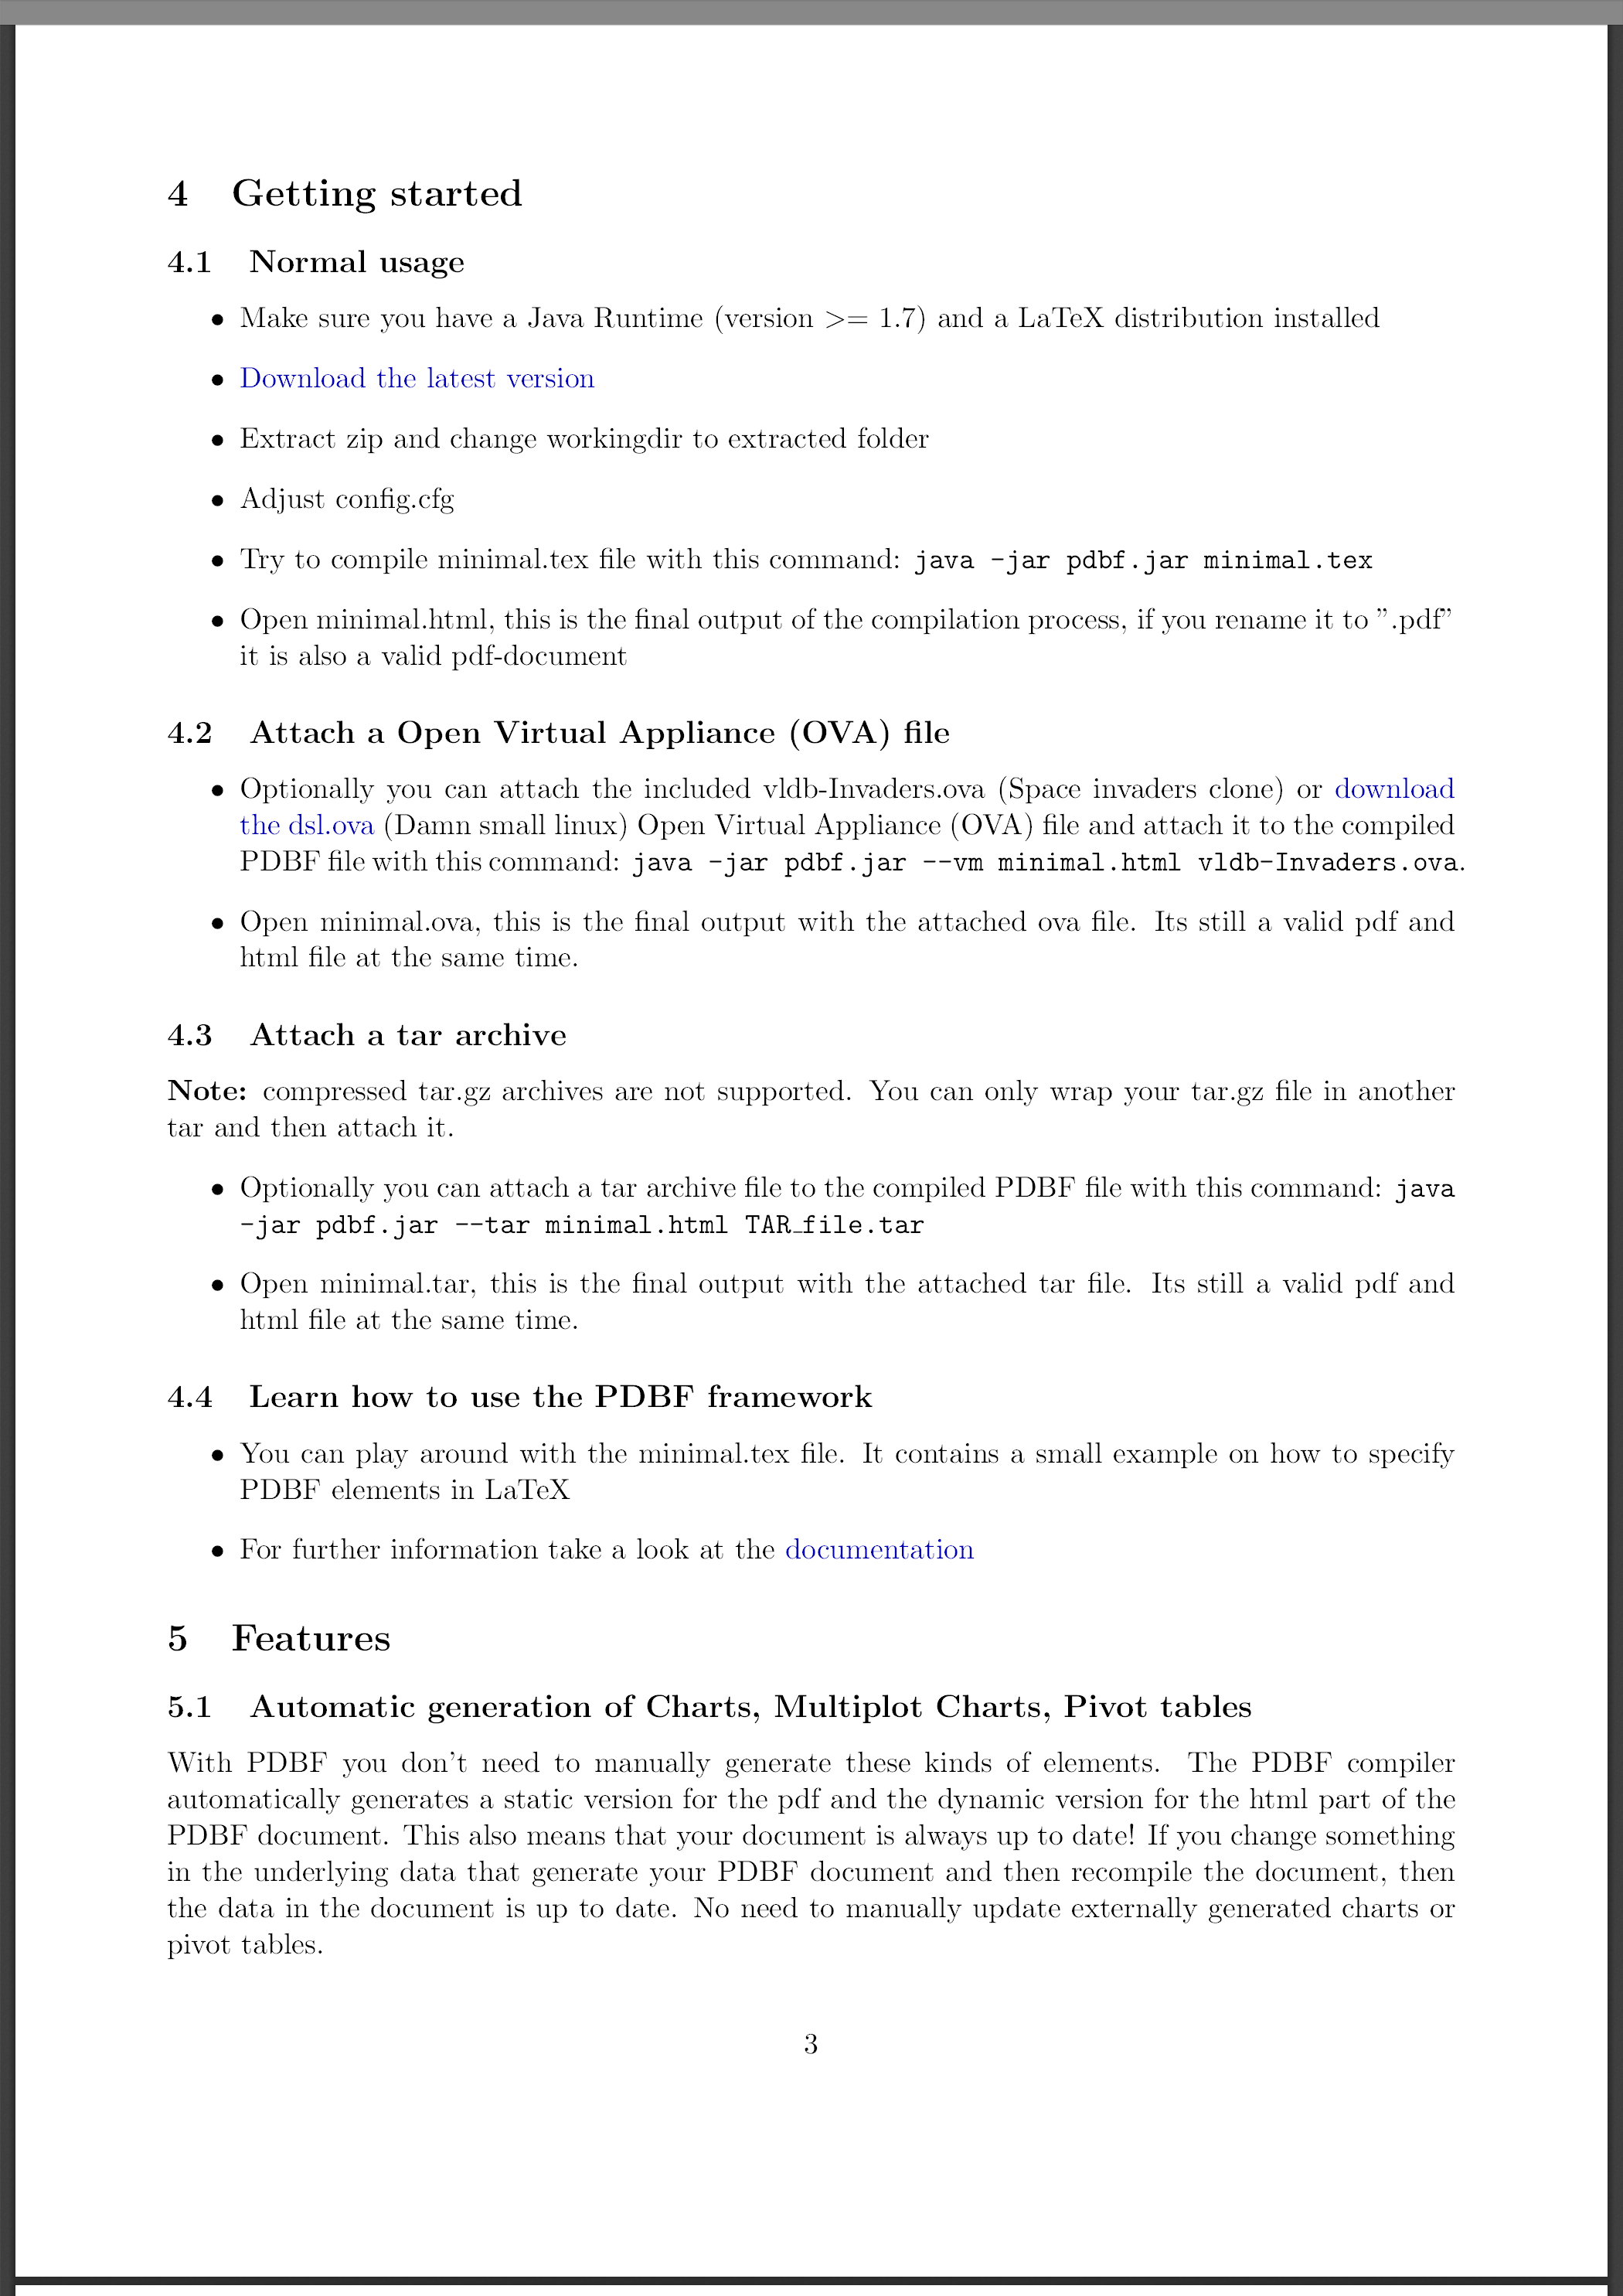 4 Getting started
4.1 Normal usage
• Make sure you have a Java Runtime (version >= 1.7) and a LaTeX distribution installed
• Download the latest version
• Extract zip and change workingdir to extracted folder
• Adjust config.cfg
• Try to compile minimal.tex file with this command: java -jar pdbf.jar minimal.tex
• Open minimal.html, this is the final output of the compilation process, if you rename it to ”.pdf”
it is also a valid pdf-document
4.2 Attach a Open Virtual Appliance (OVA) file
• Optionally you can attach the included vldb-Invaders.ova (Space invaders clone) or download
the dsl.ova (Damn small linux) Open Virtual Appliance (OVA) file and attach it to the compiled
PDBF file with this command: java -jar pdbf.jar --vm minimal.html vldb-Invaders.ova.
• Open minimal.ova, this is the final output with the attached ova file. Its still a valid pdf and
html file at the same time.
4.3 Attach a tar archive
Note: compressed tar.gz archives are not supported. You can only wrap your tar.gz file in another
tar and then attach it.
• Optionally you can attach a tar archive file to the compiled PDBF file with this command: java
-jar pdbf.jar --tar minimal.html TAR_file.tar
• Open minimal.tar, this is the final output with the attached tar file. Its still a valid pdf and
html file at the same time.
4.4 Learn how to use the PDBF framework
• You can play around with the minimal.tex file. It contains a small example on how to specify
PDBF elements in LaTeX
• For further information take a look at the documentation
5 Features
5.1 Automatic generation of Charts, Multiplot Charts, Pivot tables
With PDBF you don’t need to manually generate these kinds of elements. The PDBF compiler
automatically generates a static version for the pdf and the dynamic version for the html part of the
PDBF document. This also means that your document is always up to date! If you change something
in the underlying data that generate your PDBF document and then recompile the document, then
the data in the document is up to date. No need to manually update externally generated charts or
pivot tables.
3